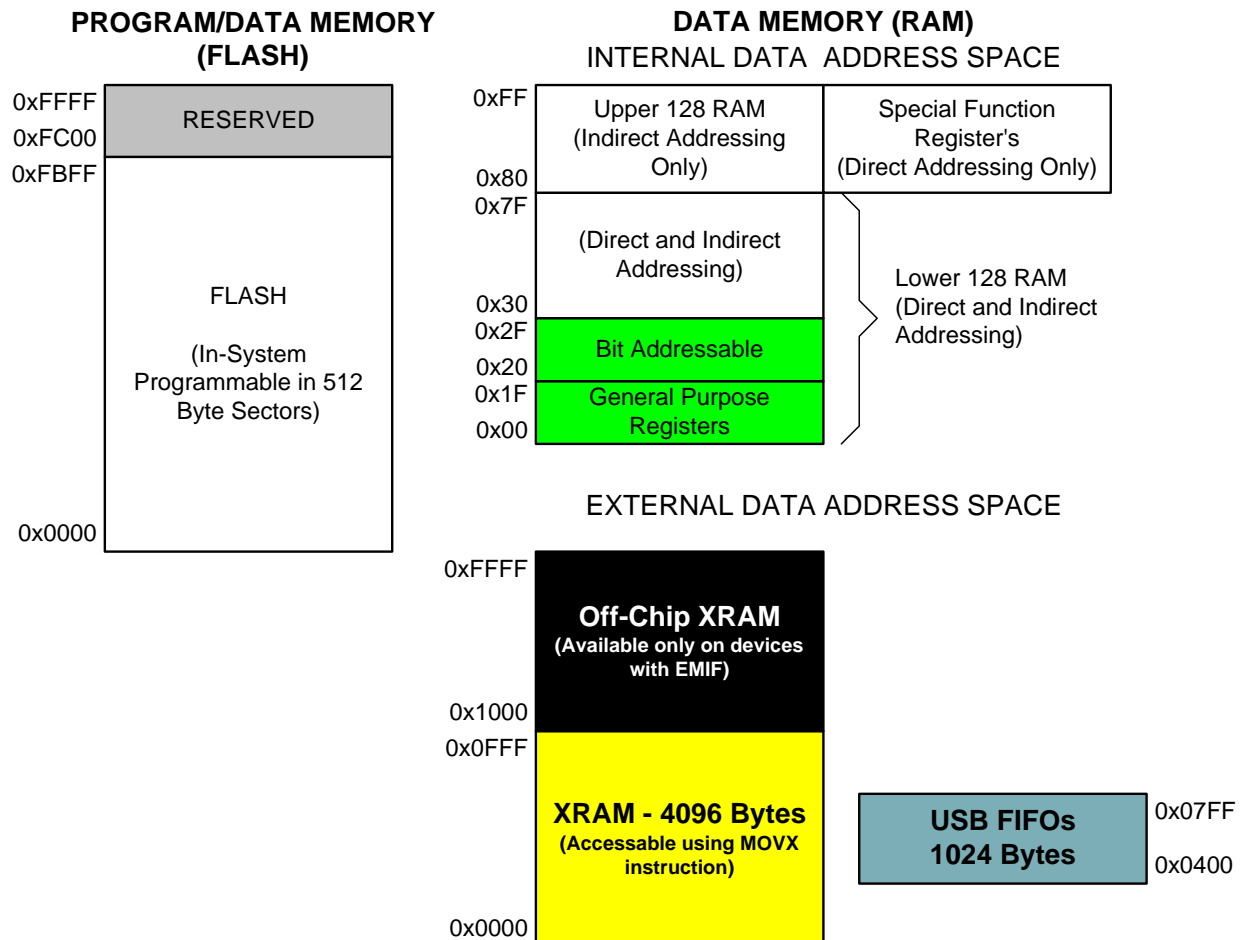 PROGRAM/DATA MEMORY
(FLASH)
0xFFFF
RESERVED
0xFC00
0xFBFF
FLASH
(In-System
Programmable in 512
Byte Sectors)
0x0000
DATA MEMORY (RAM)
INTERNAL DATA ADDRESS SPACE
0xFF
Upper 128 RAM
(Indirect Addressing
Only)
0x80
Special Function
Register's
(Direct Addressing Only)
0x7F
(Direct and Indirect
Addressing)
0x30
Lower 128 RAM
(Direct and Indirect
Addressing)
0x2F
Bit Addressable
0x20
0x1F
General Purpose
Registers
0x00
EXTERNAL DATA ADDRESS SPACE
0xFFFF
Off-Chip XRAM
(Available only on devices
with EMIF)
0x1000
0x0FFF
XRAM - 4096 Bytes
(Accessable using MOVX
instruction)
0x0000
USB FIFOs
1024 Bytes
0x07FF
0x0400